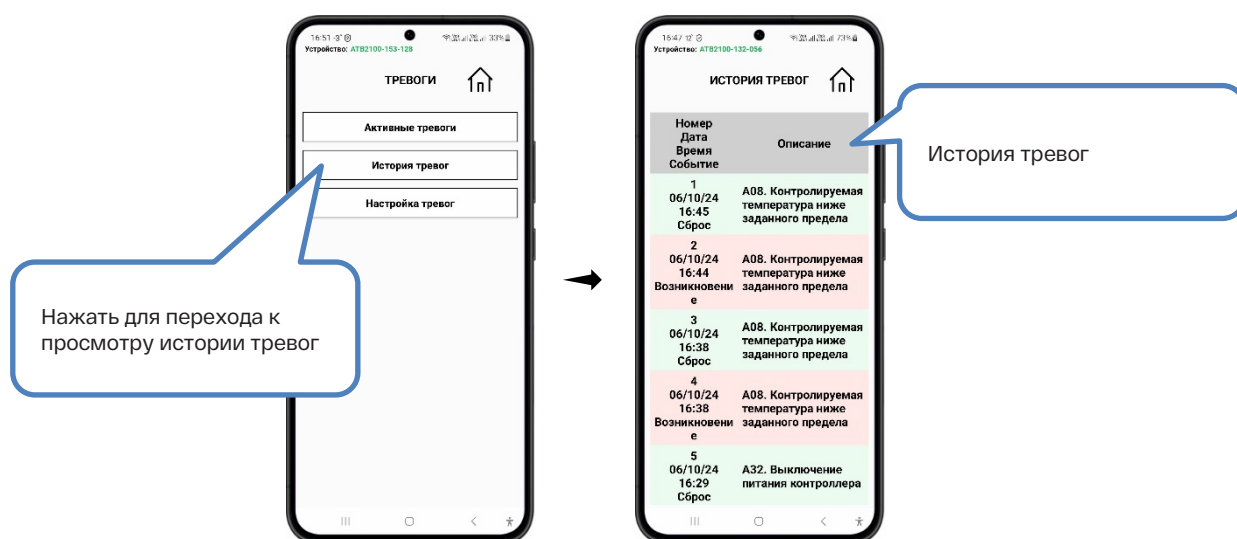 16:51
33%
Устройство: ATB2100-153-128
ТРЕВОГИ
Активные тревоги
История тревог
Настройка тревог
Нажать для перехода к
просмотру истории тревог
16:47
73%
Устройство: ATB2100-132-056
ИСТОРИЯ ТРЕВОГ
Номер
Дата
Время
Событие
Описание
1
06/10/24
16:45
Сброс
A08. Контролируемая
температура ниже
заданного предела
2
06/10/24
16:44
Возникновени
е
A08. Контролируемая
температура ниже
заданного предела
3
06/10/24
16:38
Сброс
A08. Контролируемая
температура ниже
заданного предела
4
06/10/24
16:38
Возникновени
е
A08. Контролируемая
температура ниже
заданного предела
5
06/10/24
16:29
Сброс
A32. Выключение
питания контроллера
История тревог